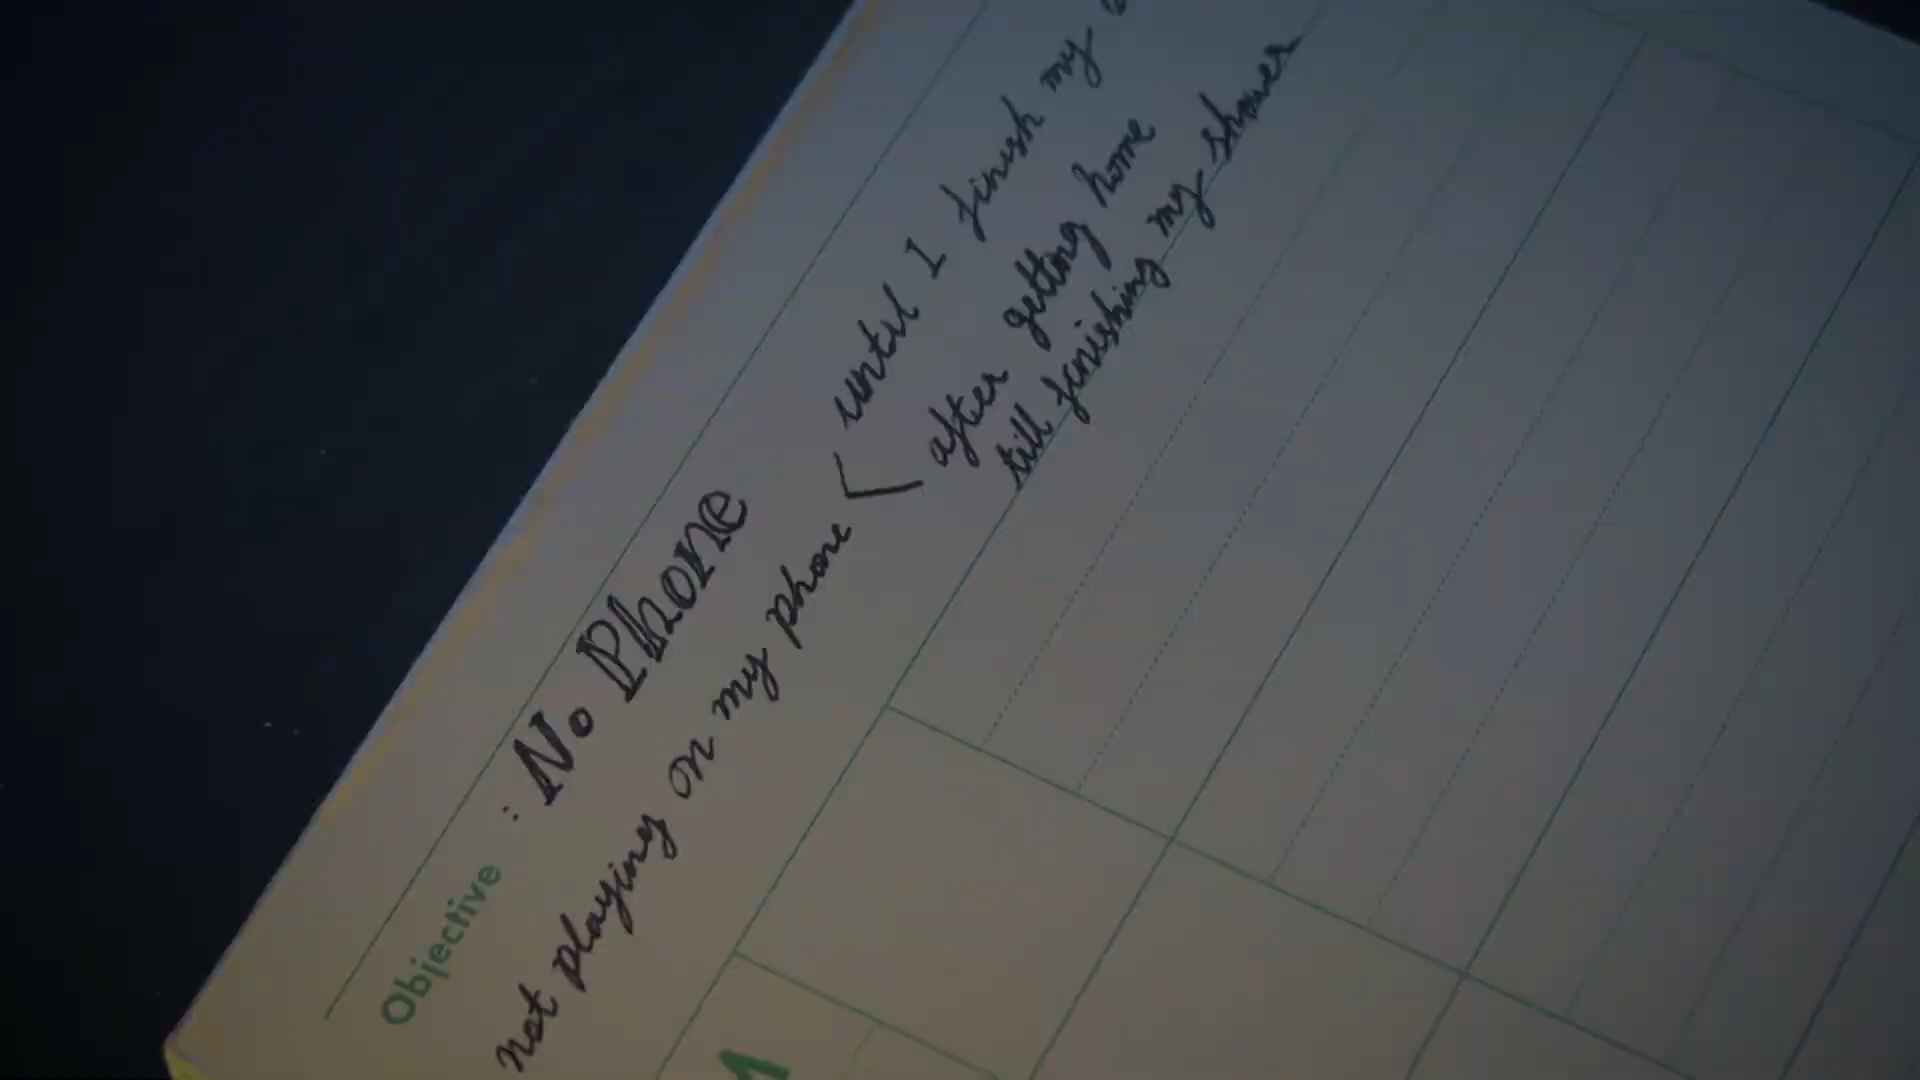 Objective : No Phone
until I finish my
not playing on my phone < after getting home
till finishing my shower